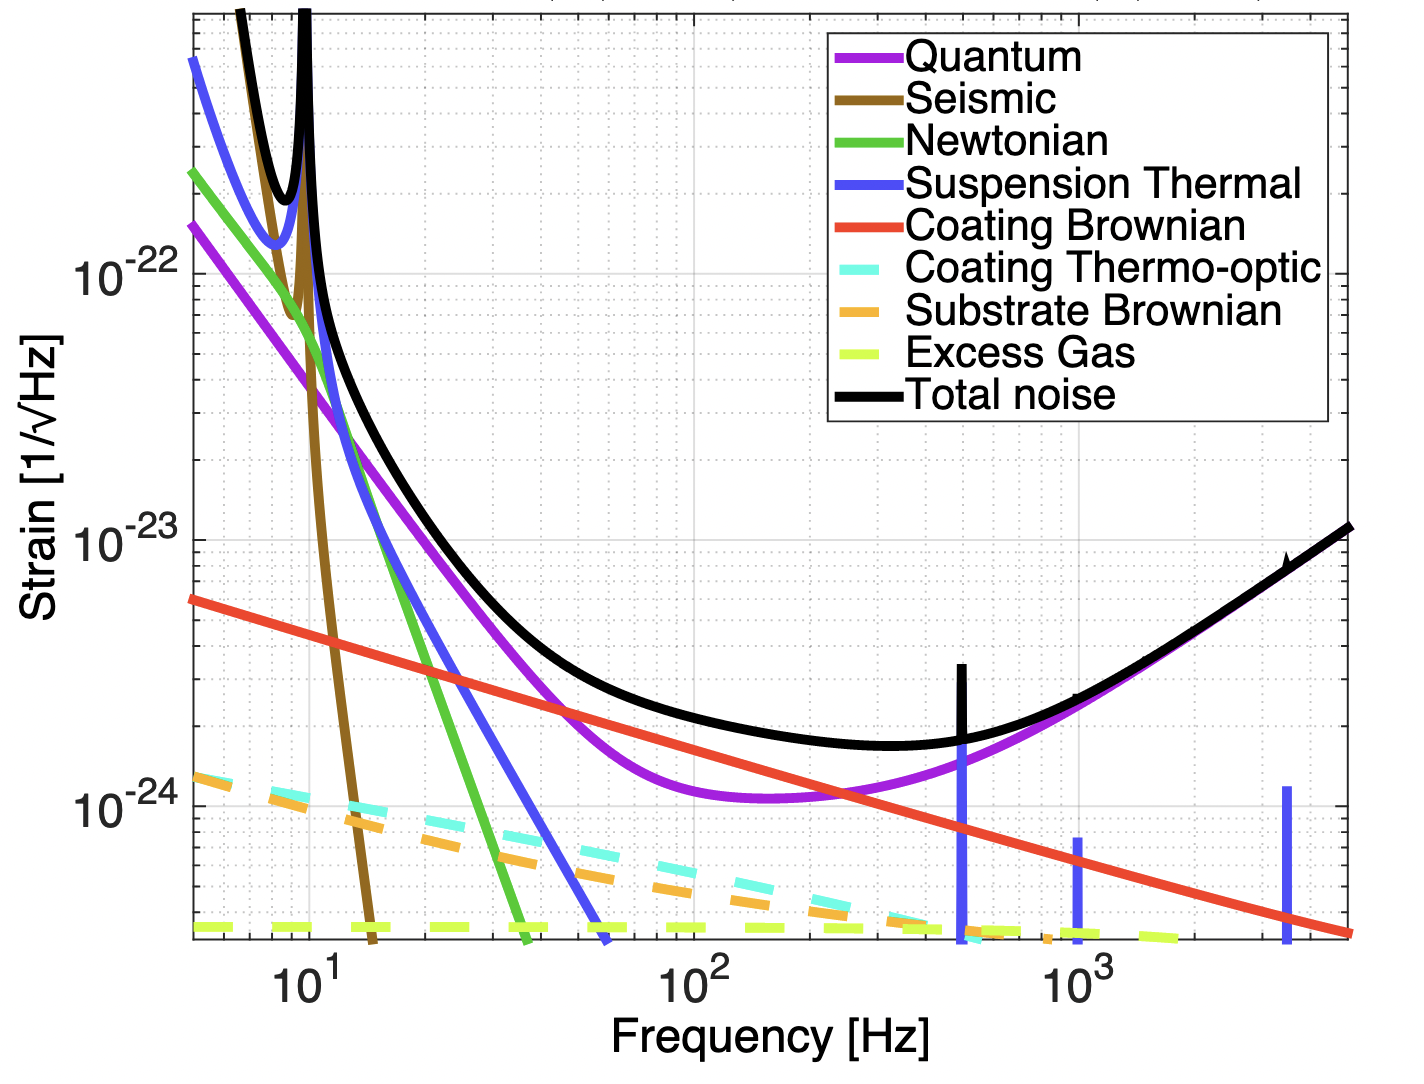 Quantum
Seismic
Newtonian
Suspension Thermal
Coating Brownian
Coating Thermo-optic
Substrate Brownian
Excess Gas
Total noise
Strain [1/√Hz]
10-22
10-23
10-24
101
102
103
Frequency [Hz]